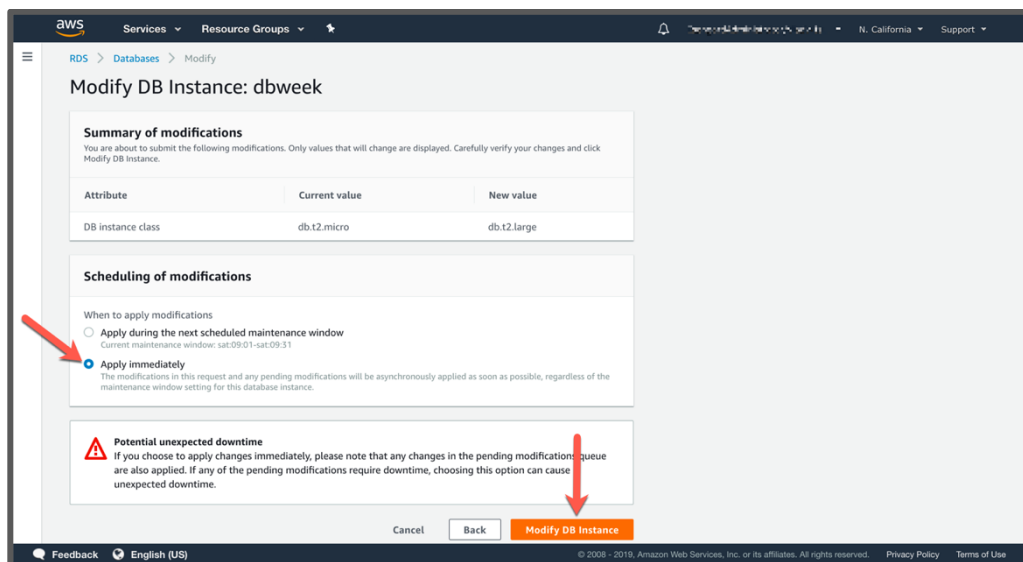 aws Services Resource Groups N. California Support
RDS > Databases > Modify
Modify DB Instance: dbweek
Summary of modifications
You are about to submit the following modifications. Only values that will change are displayed. Carefully verify your changes and click
Modify DB Instance.
Attribute Current value New value
DB instance class db.t2.micro db.t2.large
Scheduling of modifications
When to apply modifications
Apply during the next scheduled maintenance window
Current maintenance window: sat:09:01-sat:09:31
Apply immediately
The modifications in this request and any pending modifications will be asynchronously applied as soon as possible, regardless of the
maintenance window setting for this database instance.
Potential unexpected downtime
If you choose to apply changes immediately, please note that any changes in the pending modifications queue
are also applied. If any of the pending modifications require downtime, choosing this option can cause
unexpected downtime.
Cancel Back Modify DB Instance
Feedback English (US) © 2008 - 2019, Amazon Web Services, Inc. or its affiliates. All rights reserved. Privacy Policy Terms of Use